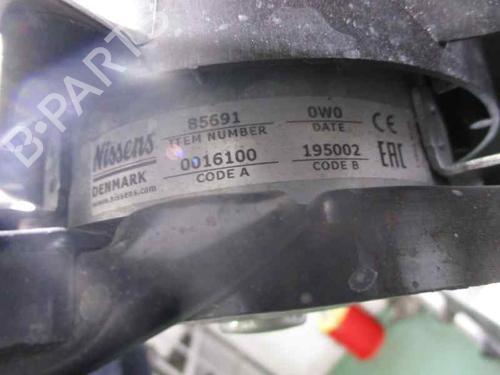 B-PARTS
Nissens
DENMARK
www.nissens.com
85691
ITEM NUMBER
0016100
CODE A
0W0
DATE
195002
CODE B
CE
EAC